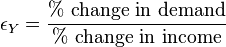 ϵ_Y = % change in demand / % change in income